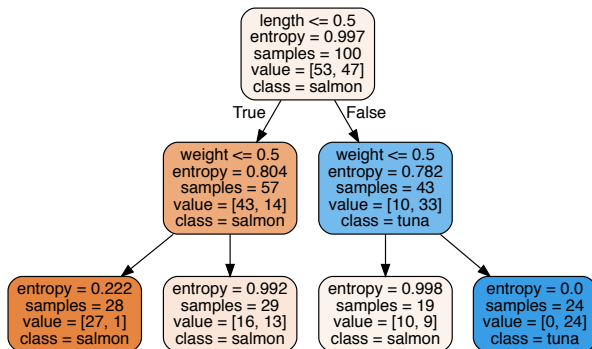 length <= 0.5
entropy = 0.997
samples = 100
value = [53, 47]
class = salmon
True
False
weight <= 0.5
entropy = 0.804
samples = 57
value = [43, 14]
class = salmon
weight <= 0.5
entropy = 0.782
samples = 43
value = [10, 33]
class = tuna
entropy = 0.222
samples = 28
value = [27, 1]
class = salmon
entropy = 0.992
samples = 29
value = [16, 13]
class = salmon
entropy = 0.998
samples = 19
value = [10, 9]
class = salmon
entropy = 0.0
samples = 24
value = [0, 24]
class = tuna